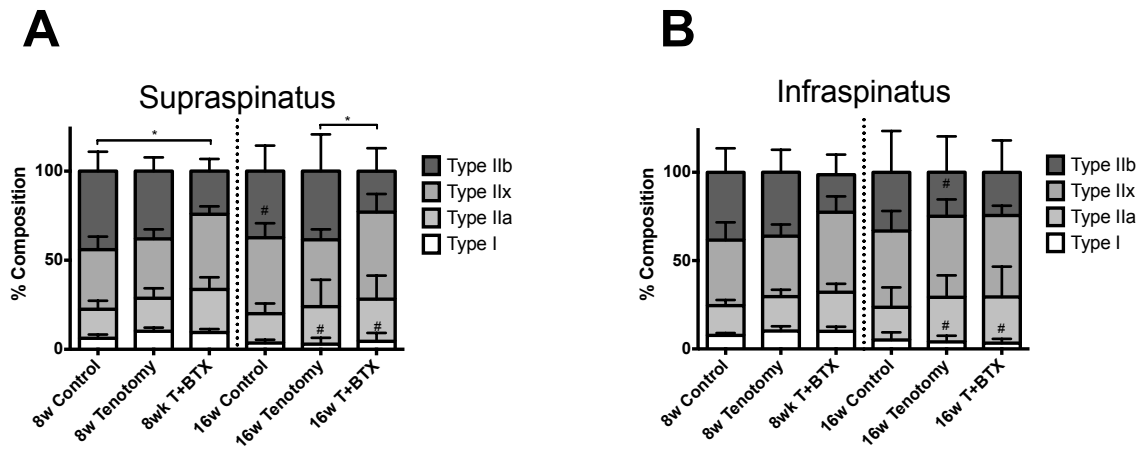 A
Supraspinatus
% Composition
100
50
0
*
*
#
#
#
Type IIb
Type IIx
Type IIa
Type I
8w Control
8w Tenotomy
8wk T+BTX
16w Control
16w Tenotomy
16w T+BTX
B
Infraspinatus
% Composition
100
50
0
#
#
#
Type IIb
Type IIx
Type IIa
Type I
8w Control
8w Tenotomy
8wk T+BTX
16w Control
16w Tenotomy
16w T+BTX